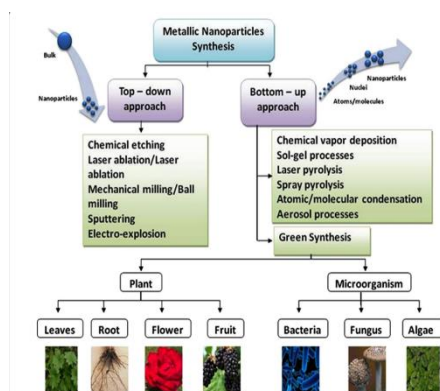 Metallic Nanoparticles
Synthesis
Bulk
Nanoparticles
Top – down
approach
Bottom – up
approach
Nanoparticles
Nuclei
Atoms/molecules
Chemical etching
Laser ablation/Laser
ablation
Mechanical milling/Ball
milling
Sputtering
Electro-explosion
Chemical vapor deposition
Sol-gel processes
Laser pyrolysis
Spray pyrolysis
Atomic/molecular condensation
Aerosol processes
Green Synthesis
Plant
Microorganism
Leaves
Root
Flower
Fruit
Bacteria
Fungus
Algae